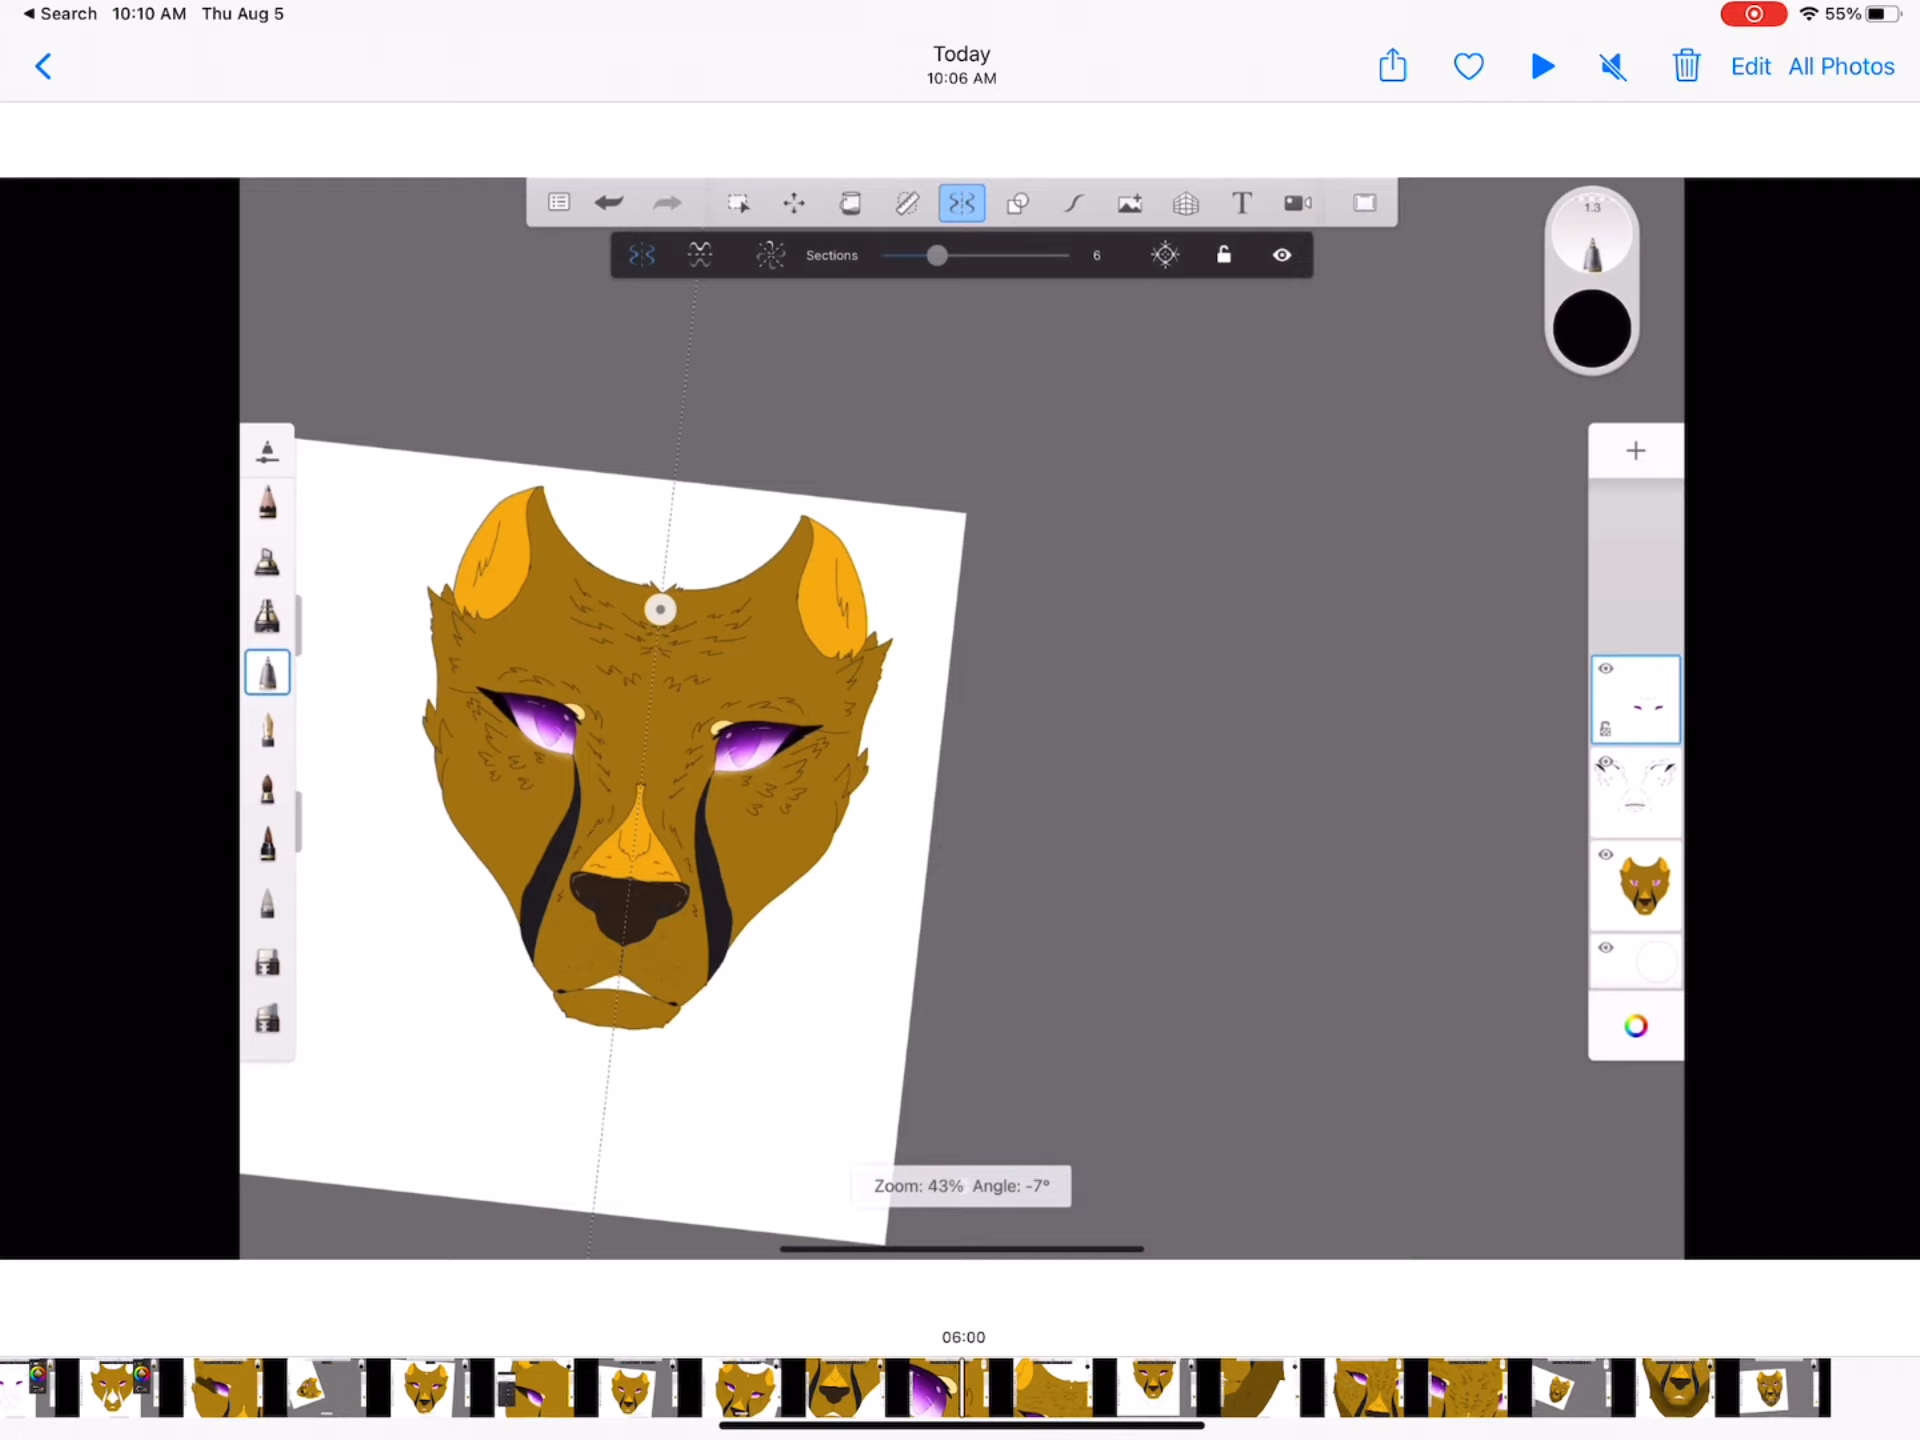 Search 10:10 AM Thu Aug 5 55%
Today
10:06 AM
Edit All Photos
T
1.3
Sections 6
Zoom: 43% Angle: -7°
06:00